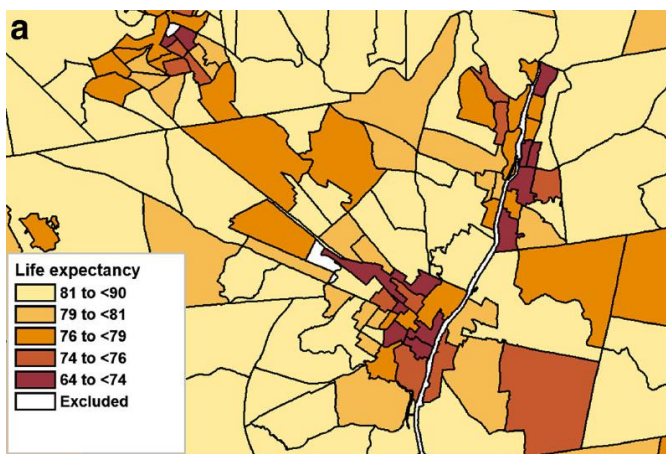 a
Life expectancy
81 to <90
79 to <81
76 to <79
74 to <76
64 to <74
Excluded